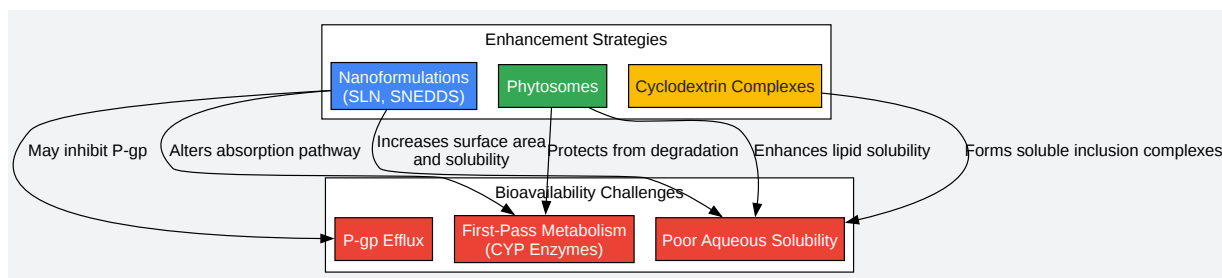 Enhancement Strategies
Nanoformulations
(SLN, SNEDDS)
Phytosomes
Cyclodextrin Complexes
May inhibit P-gp
Alters absorption pathway
Increases surface area
and solubility
Protects from degradation
Enhances lipid solubility
Forms soluble inclusion complexes
Bioavailability Challenges
P-gp Efflux
First-Pass Metabolism
(CYP Enzymes)
Poor Aqueous Solubility